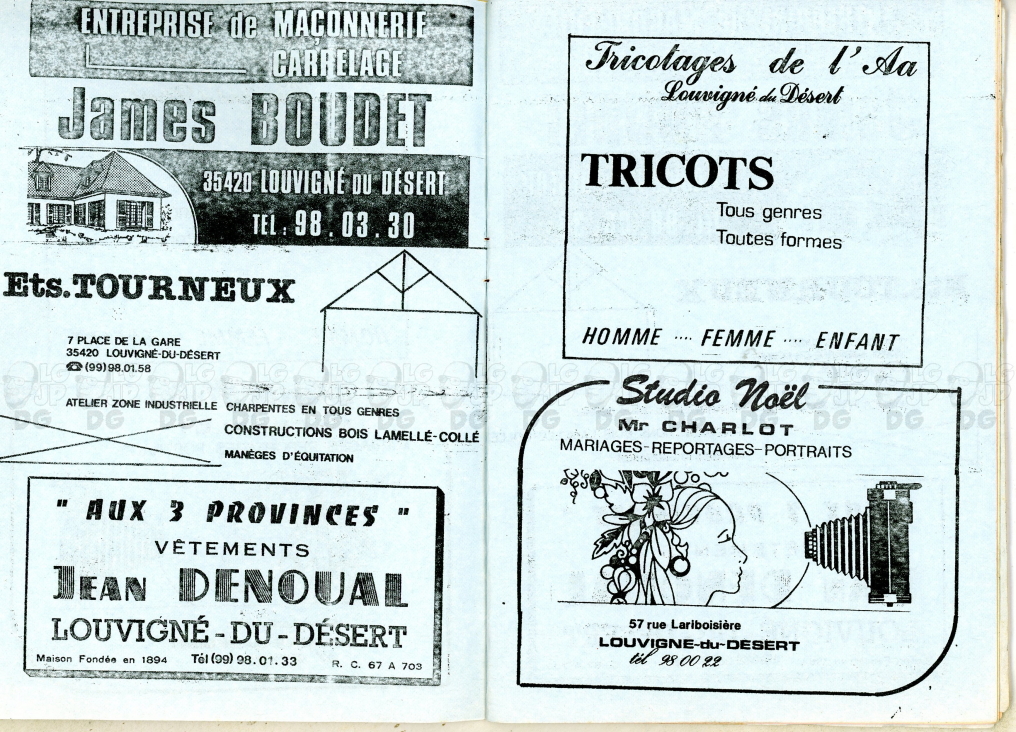 ENTREPRISE de MAÇONNERIE
CARRELAGE
James BOUDET
35420 LOUVIGNÉ DU DÉSERT
TEL : 98.03.30
Ets.TOURNEUX
7 PLACE DE LA GARE
35420 LOUVIGNÉ-DU-DÉSERT
☎ (99) 98.01.58
ATELIER ZONE INDUSTRIELLE
CHARPENTES EN TOUS GENRES
CONSTRUCTIONS BOIS LAMELLÉ-COLLÉ
MANÈGES D'ÉQUITATION
" AUX 3 PROVINCES "
VÊTEMENTS
JEAN DENOUAL
LOUVIGNÉ-DU-DÉSERT
Maison Fondée en 1894 Tél (99) 98.01.33 R. C. 67 A 703
Tricotages de l'Aa
Louvigné du Désert
TRICOTS
Tous genres
Toutes formes
HOMME .... FEMME .... ENFANT
Studio Noël
Mr CHARLOT
MARIAGES-REPORTAGES-PORTRAITS
57 rue Lariboisière
LOUVIGNE-du-DESERT
tél 98 00 22